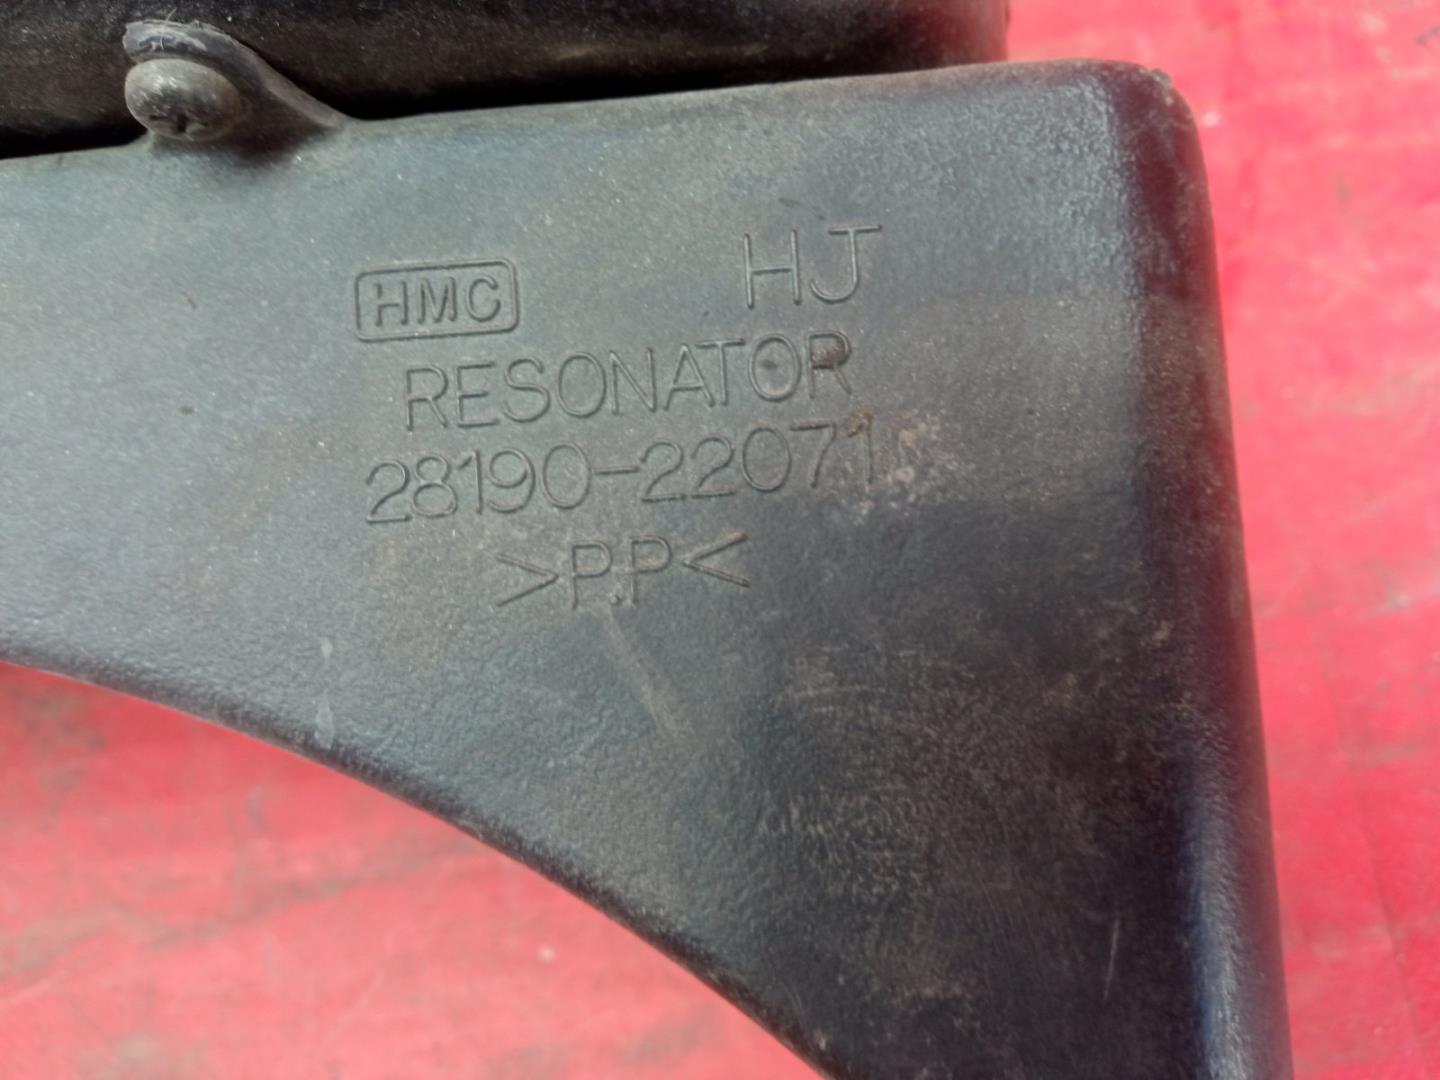 HMC HJ
RESONATOR
28190-22071
>P.P<